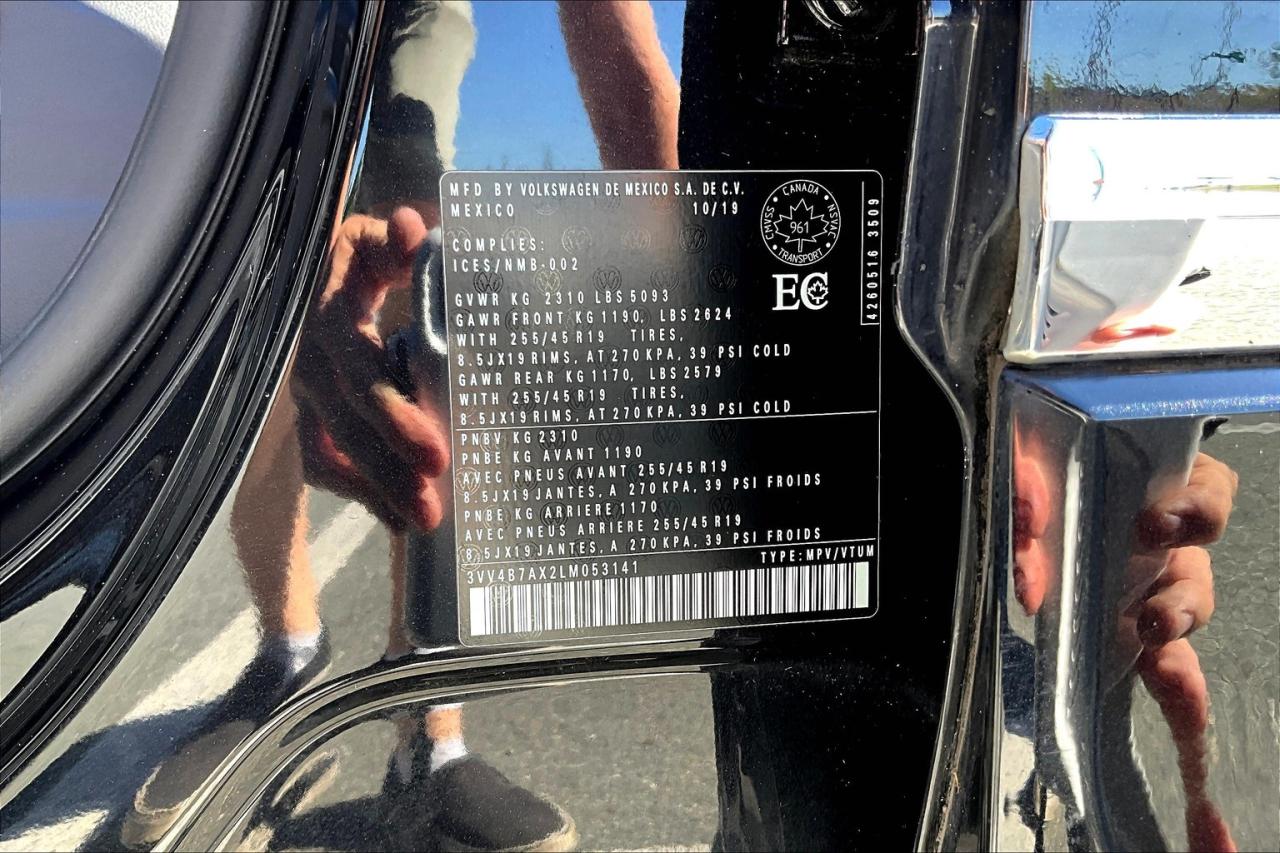 MFD BY VOLKSWAGEN DE MEXICO S.A. DE C.V.
MEXICO 10/19
CANADA
CMVSS 961 NSVAC
TRANSPORT
COMPLIES:
ICES/NMB-002
EC
4260516 3509
GVWR KG 2310 LBS 5093
GAWR FRONT KG 1190, LBS 2624
WITH 255/45 R19 TIRES,
8.5JX19 RIMS, AT 270 KPA, 39 PSI COLD
GAWR REAR KG 1170, LBS 2579
WITH 255/45 R19 TIRES,
8.5JX19 RIMS, AT 270 KPA, 39 PSI COLD
PNBV KG 2310
PNBE KG AVANT 1190
AVEC PNEUS AVANT 255/45 R19
8.5JX19 JANTES, A 270 KPA, 39 PSI FROIDS
PNBE KG ARRIERE 1170
AVEC PNEUS ARRIERE 255/45 R19
8.5JX19 JANTES, A 270 KPA, 39 PSI FROIDS
TYPE: MPV/VTUM
3VV4B7AX2LM053141